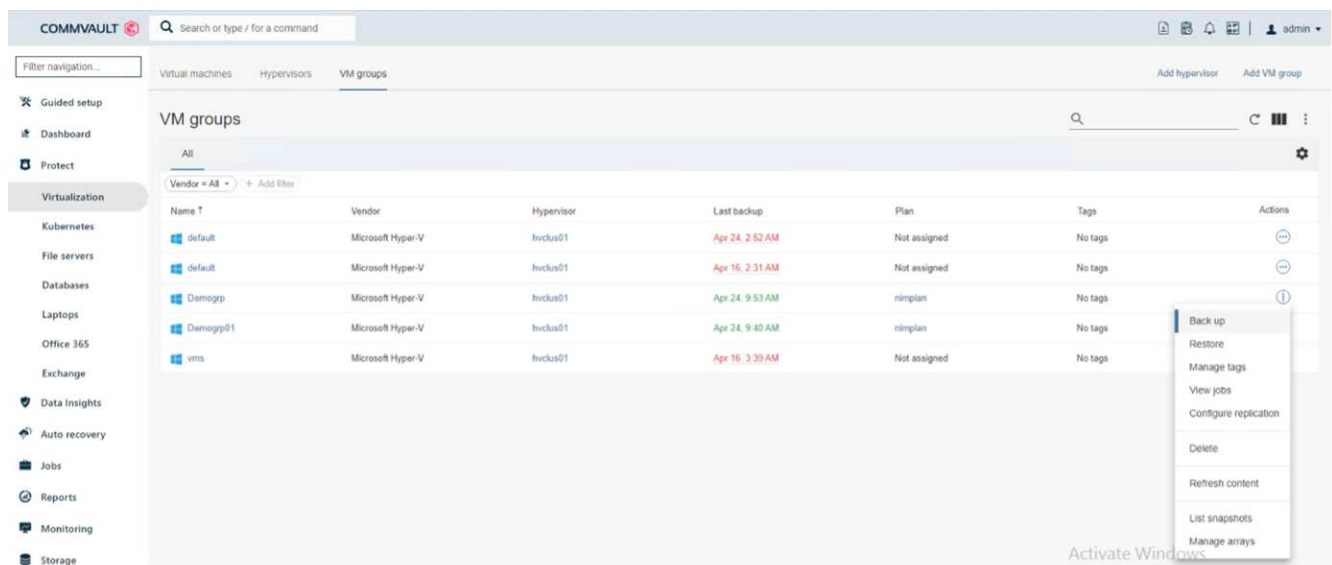 COMMVAULT
Search or type / for a command
admin
Filter navigation...
Virtual machines Hypervisors VM groups Add hypervisor Add VM group
Guided setup
Dashboard
Protect
Virtualization
Kubernetes
File servers
Databases
Laptops
Office 365
Exchange
Data Insights
Auto recovery
Jobs
Reports
Monitoring
Storage
VM groups
All
Vendor = All + Add filter
Name ↑ Vendor Hypervisor Last backup Plan Tags Actions
default Microsoft Hyper-V hvclus01 Apr 24, 2:52 AM Not assigned No tags
default Microsoft Hyper-V hvclus01 Apr 16, 2:31 AM Not assigned No tags
Demogrp Microsoft Hyper-V hvclus01 Apr 24, 9:53 AM nimplan No tags
Demogrp01 Microsoft Hyper-V hvclus01 Apr 24, 9:40 AM nimplan No tags
vms Microsoft Hyper-V hvclus01 Apr 16, 3:39 AM Not assigned No tags
Back up
Restore
Manage tags
View jobs
Configure replication
Delete
Refresh content
List snapshots
Manage arrays
Activate Windows